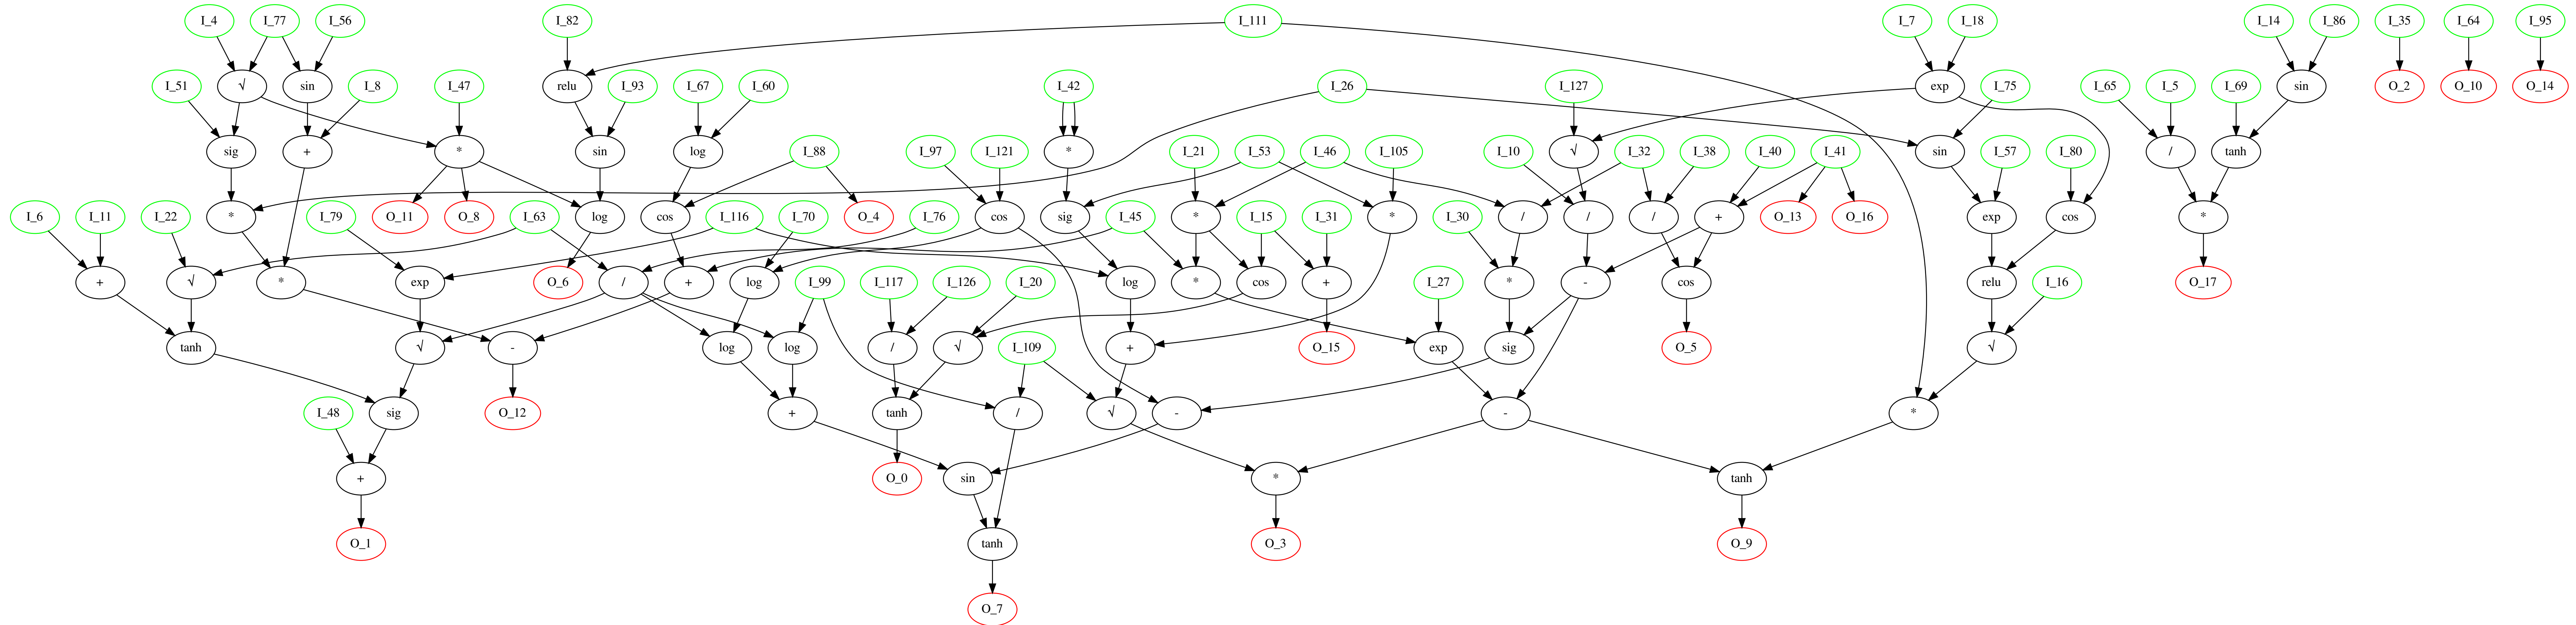 I_4 I_77 I_56 I_82 I_111 I_7 I_18 I_14 I_86 I_35 I_64 I_95
I_51 √ sin I_8 I_47 relu I_93 I_67 I_60 I_42 I_26 I_127 exp I_75 I_65 I_5 I_69 sin O_2 O_10 O_14
sig + * sin log I_88 I_97 I_121 * I_21 I_53 I_46 I_105 I_10 √ I_32 I_38 I_40 I_41 sin I_57 I_80 / tanh
I_6 I_11 I_22 * I_79 O_11 O_8 I_63 log cos I_116 I_70 O_4 I_76 cos sig I_45 * I_15 I_31 * I_30 / / / + O_13 O_16 exp cos *
+ √ * exp O_6 / + log I_99 I_117 I_126 I_20 log * cos + I_27 * - cos relu I_16 O_17
tanh √ - log log / √ I_109 + O_15 exp sig O_5 √
I_48 sig O_12 + tanh / √ - - *
+ O_0 sin * tanh
O_1 tanh O_3 O_9
O_7